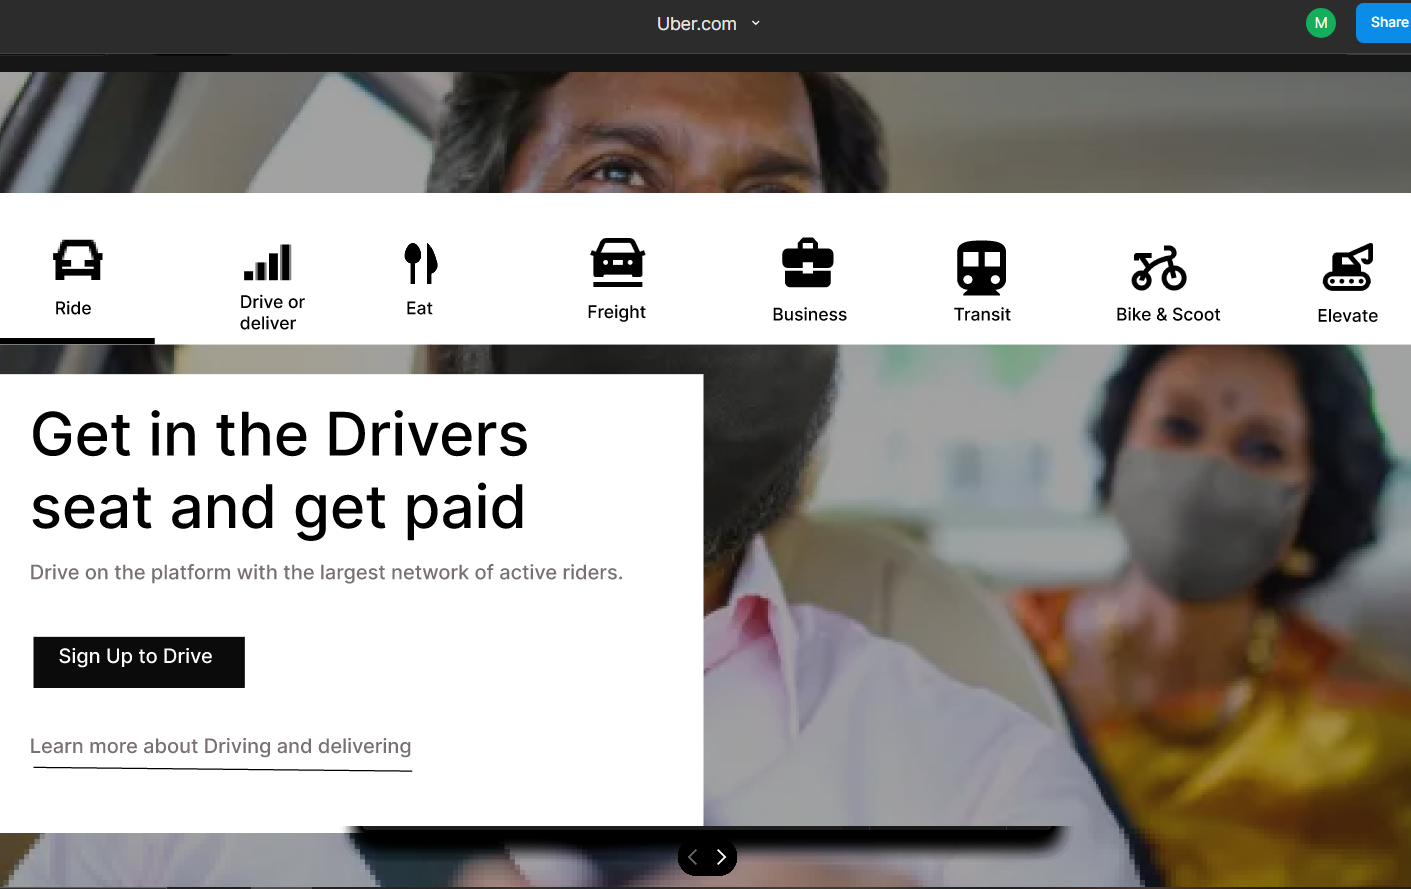 Uber.com
M
Share
Ride
Drive or
deliver
Eat
Freight
Business
Transit
Bike & Scoot
Elevate
Get in the Drivers
seat and get paid
Drive on the platform with the largest network of active riders.
Sign Up to Drive
Learn more about Driving and delivering